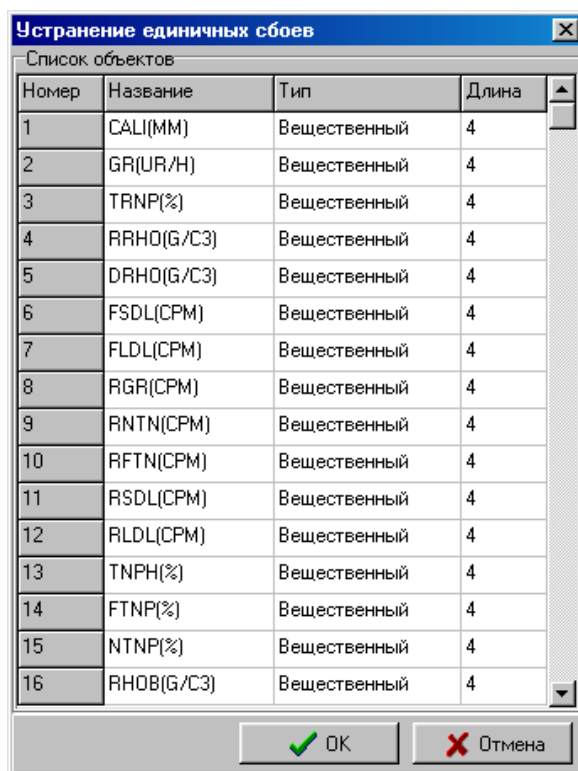 Устранение единичных сбоев
Список объектов
Номер Название Тип Длина
1 CALI(MM) Вещественный 4
2 GR(UR/H) Вещественный 4
3 TRNP(%) Вещественный 4
4 RRHO(G/C3) Вещественный 4
5 DRHO(G/C3) Вещественный 4
6 FSDL(CPM) Вещественный 4
7 FLDL(CPM) Вещественный 4
8 RGR(CPM) Вещественный 4
9 RNTN(CPM) Вещественный 4
10 RFTN(CPM) Вещественный 4
11 RSDL(CPM) Вещественный 4
12 RLDL(CPM) Вещественный 4
13 TNPH(%) Вещественный 4
14 FTNP(%) Вещественный 4
15 NTNP(%) Вещественный 4
16 RHOB(G/C3) Вещественный 4
OK Отмена